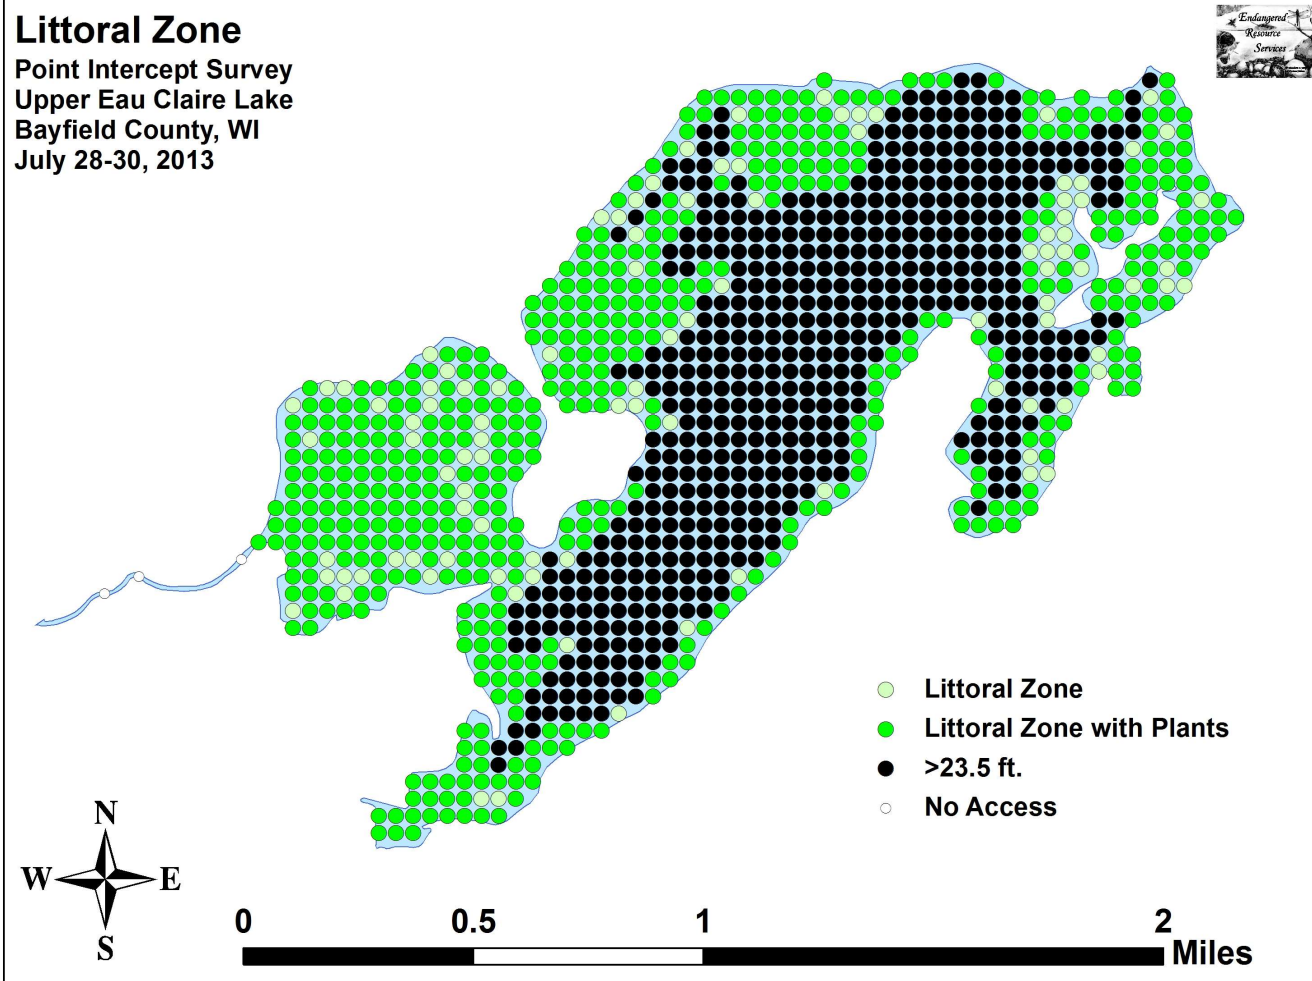 Littoral Zone
Point Intercept Survey
Upper Eau Claire Lake
Bayfield County, WI
July 28-30, 2013
Endangered
Resource
Services
Littoral Zone
Littoral Zone with Plants
>23.5 ft.
No Access
N
W E
S
0 0.5 1 2
Miles